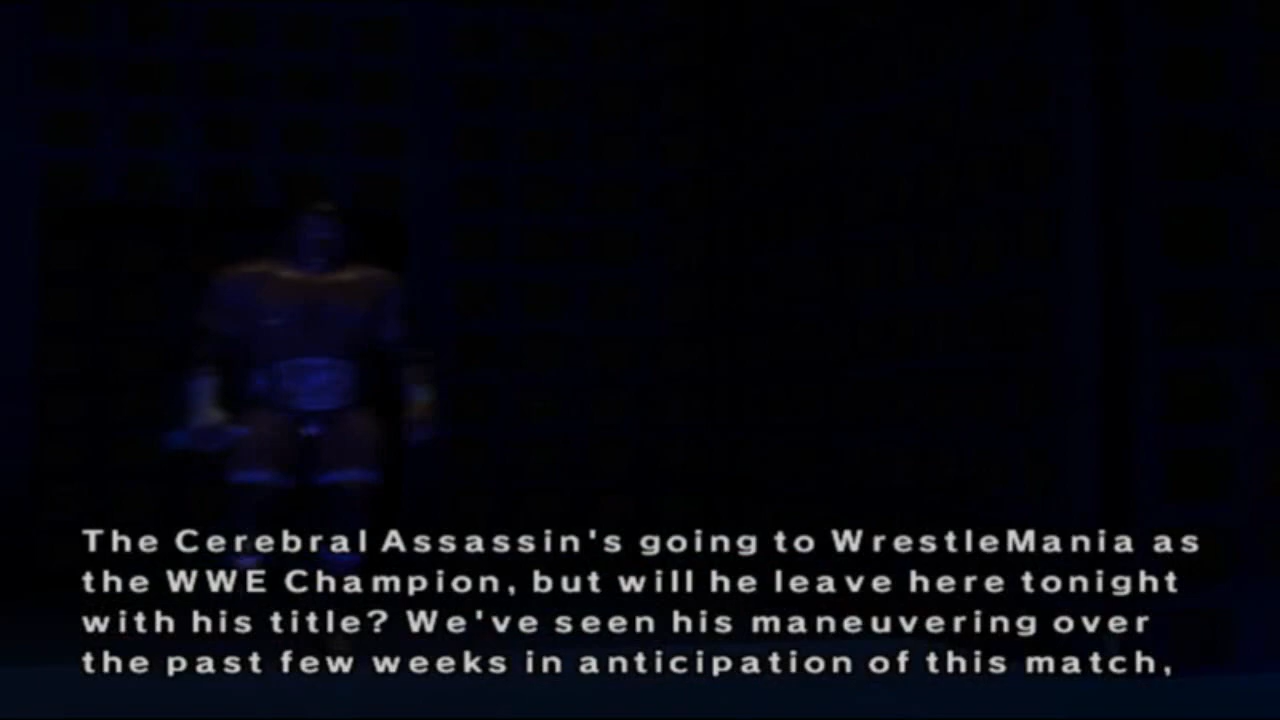 The Cerebral Assassin's going to WrestleMania as
the WWE Champion, but will he leave here tonight
with his title? We've seen his maneuvering over
the past few weeks in anticipation of this match,